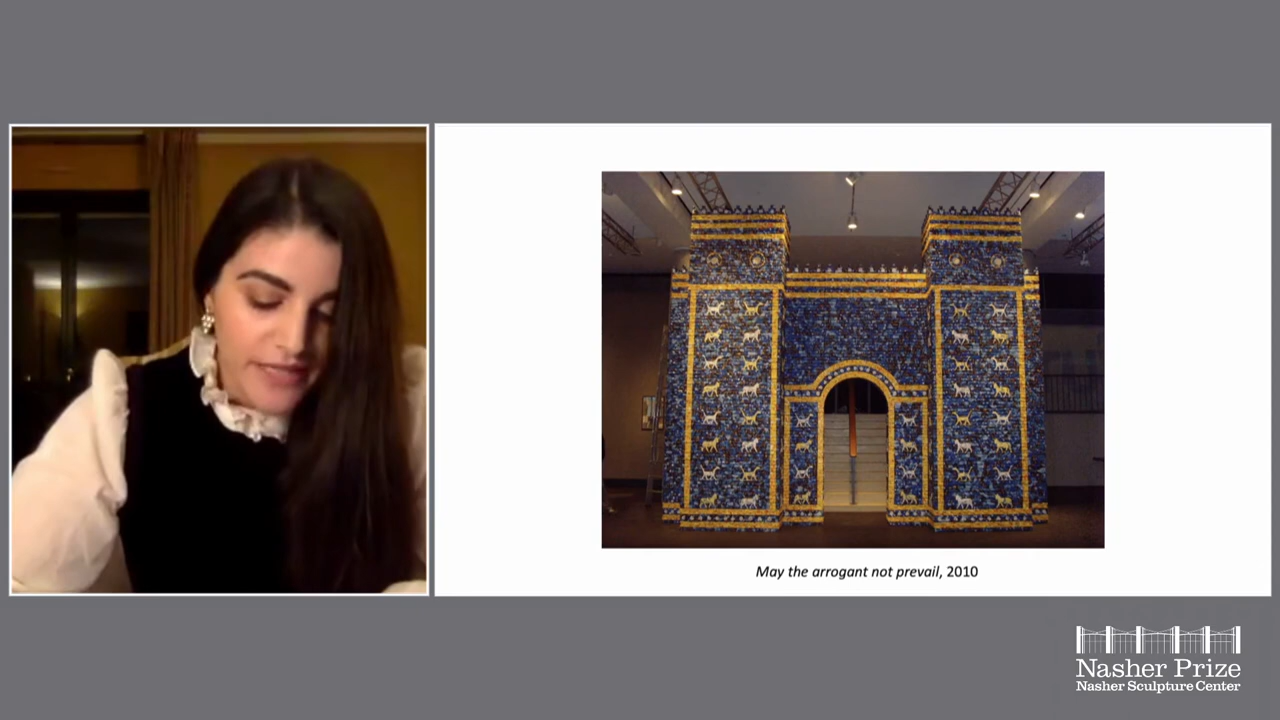 May the arrogant not prevail, 2010
Nasher Prize
Nasher Sculpture Center